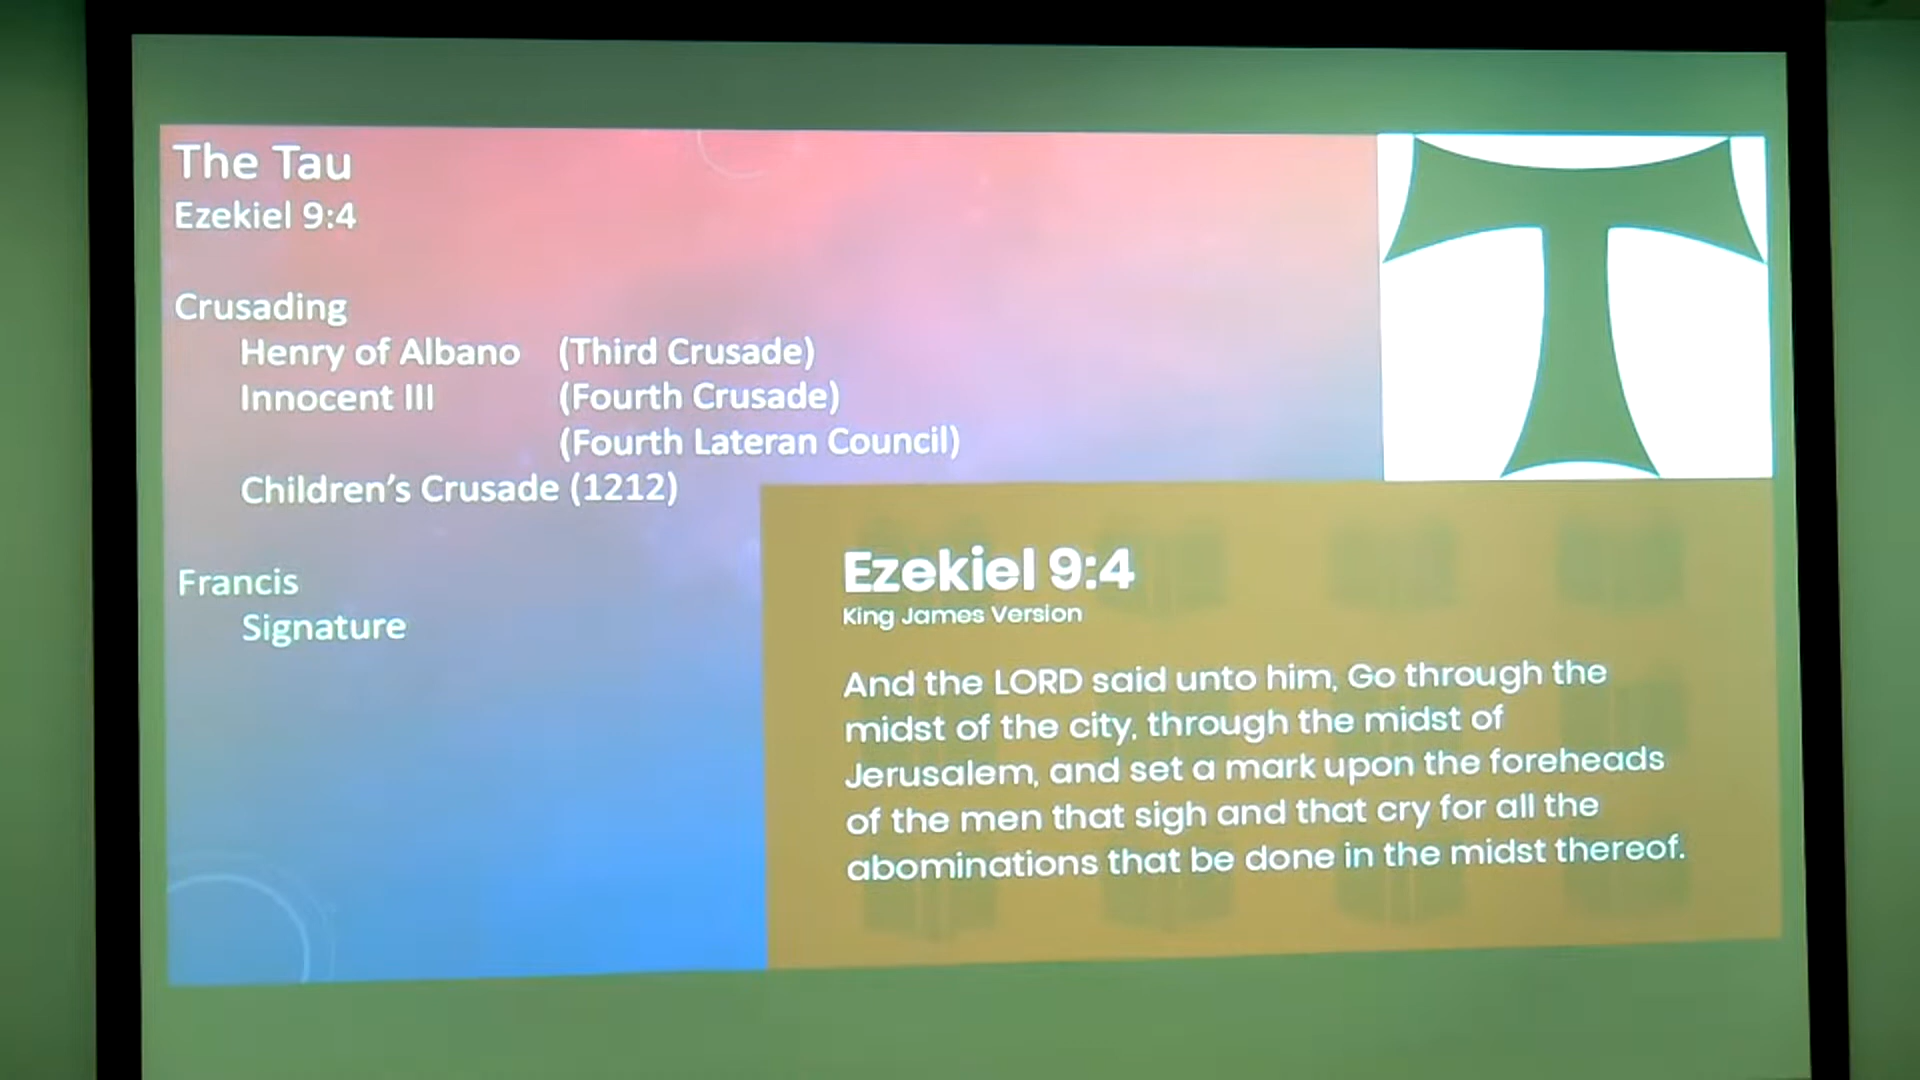 The Tau
Ezekiel 9:4
Crusading
Henry of Albano (Third Crusade)
Innocent III (Fourth Crusade)
(Fourth Lateran Council)
Children's Crusade (1212)
Francis
Signature
Ezekiel 9:4
King James Version
And the LORD said unto him, Go through the
midst of the city, through the midst of
Jerusalem, and set a mark upon the foreheads
of the men that sigh and that cry for all the
abominations that be done in the midst thereof.